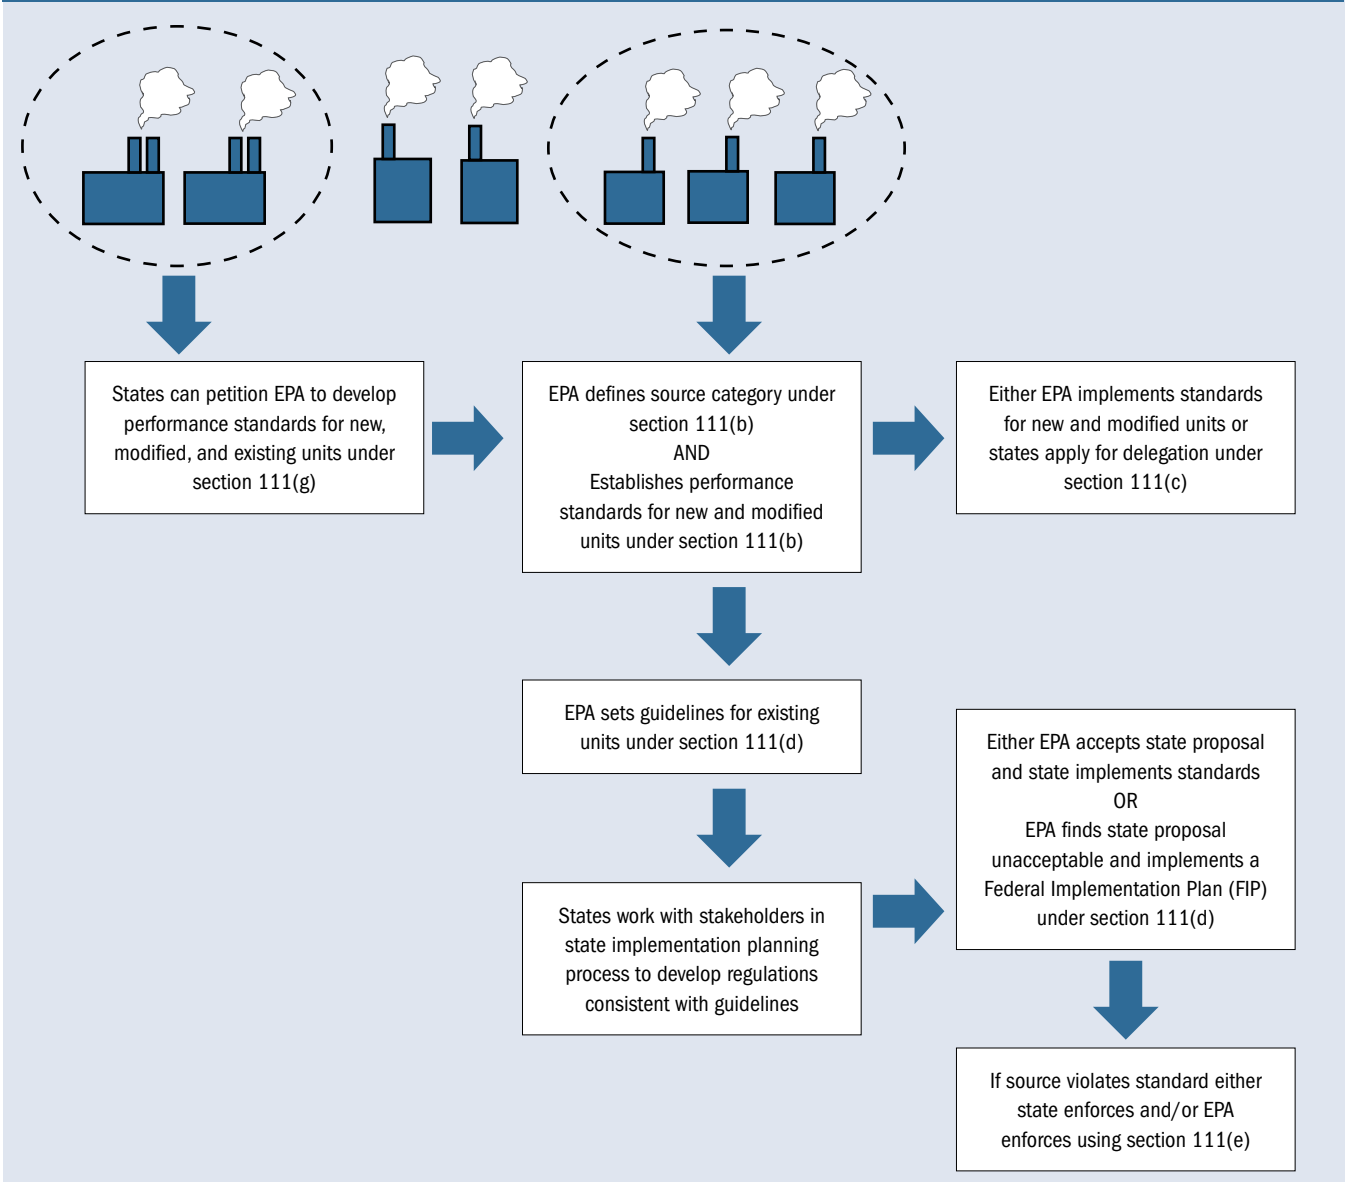 States can petition EPA to develop
performance standards for new,
modified, and existing units under
section 111(g)
EPA defines source category under
section 111(b)
AND
Establishes performance
standards for new and modified
units under section 111(b)
Either EPA implements standards
for new and modified units or
states apply for delegation under
section 111(c)
EPA sets guidelines for existing
units under section 111(d)
States work with stakeholders in
state implementation planning
process to develop regulations
consistent with guidelines
Either EPA accepts state proposal
and state implements standards
OR
EPA finds state proposal
unacceptable and implements a
Federal Implementation Plan (FIP)
under section 111(d)
If source violates standard either
state enforces and/or EPA
enforces using section 111(e)